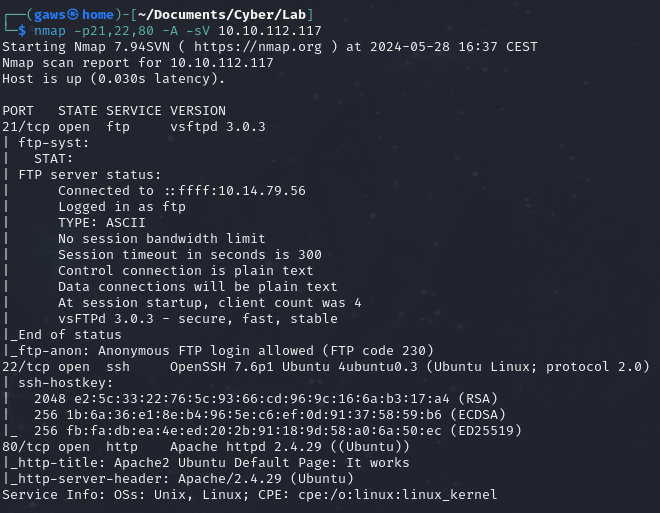 ┌──(gaws㉿home)-[~/Documents/Cyber/Lab]
└─$ nmap -p21,22,80 -A -sV 10.10.112.117
Starting Nmap 7.94SVN ( https://nmap.org ) at 2024-05-28 16:37 CEST
Nmap scan report for 10.10.112.117
Host is up (0.030s latency).

PORT   STATE SERVICE VERSION
21/tcp open  ftp     vsftpd 3.0.3
| ftp-syst:
|   STAT:
| FTP server status:
|      Connected to ::ffff:10.14.79.56
|      Logged in as ftp
|      TYPE: ASCII
|      No session bandwidth limit
|      Session timeout in seconds is 300
|      Control connection is plain text
|      Data connections will be plain text
|      At session startup, client count was 4
|      vsFTPd 3.0.3 - secure, fast, stable
|_End of status
|_ftp-anon: Anonymous FTP login allowed (FTP code 230)
22/tcp open  ssh     OpenSSH 7.6p1 Ubuntu 4ubuntu0.3 (Ubuntu Linux; protocol 2.0)
| ssh-hostkey:
|   2048 e2:5c:33:22:76:5c:93:66:cd:96:9c:16:6a:b3:17:a4 (RSA)
|   256 1b:6a:36:e1:8e:b4:96:5e:c6:ef:0d:91:37:58:59:b6 (ECDSA)
|_  256 fb:fa:db:ea:4e:ed:20:2b:91:18:9d:58:a0:6a:50:ec (ED25519)
80/tcp open  http    Apache httpd 2.4.29 ((Ubuntu))
|_http-title: Apache2 Ubuntu Default Page: It works
|_http-server-header: Apache/2.4.29 (Ubuntu)
Service Info: OSs: Unix, Linux; CPE: cpe:/o:linux:linux_kernel